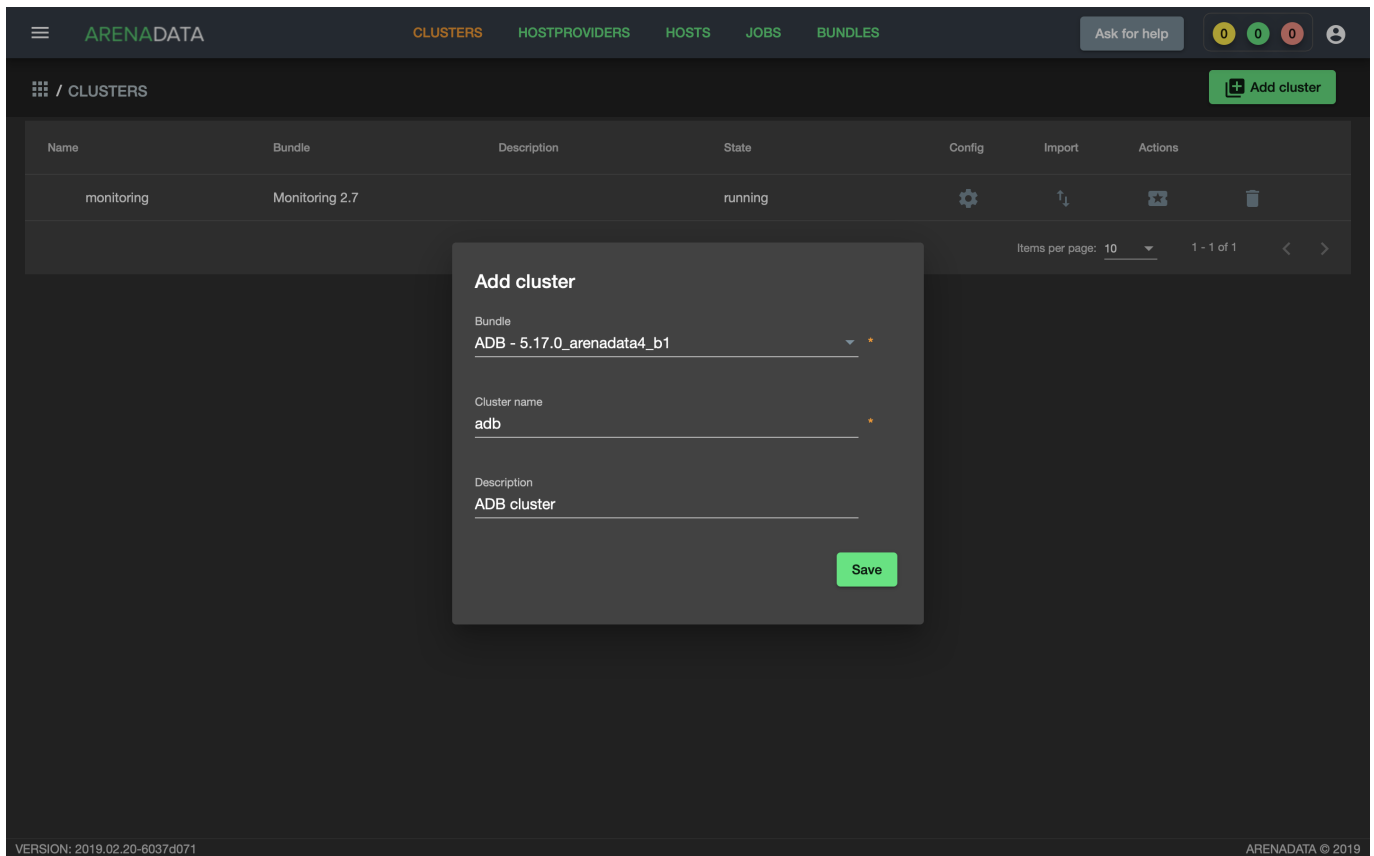 ARENADATA CLUSTERS HOSTPROVIDERS HOSTS JOBS BUNDLES Ask for help 0 0 0
/ CLUSTERS Add cluster
Name Bundle Description State Config Import Actions
monitoring Monitoring 2.7 running
Items per page: 10 1 - 1 of 1
Add cluster
Bundle
ADB - 5.17.0_arenadata4_b1 *
Cluster name
adb *
Description
ADB cluster
Save
VERSION: 2019.02.20-6037d071 ARENADATA © 2019